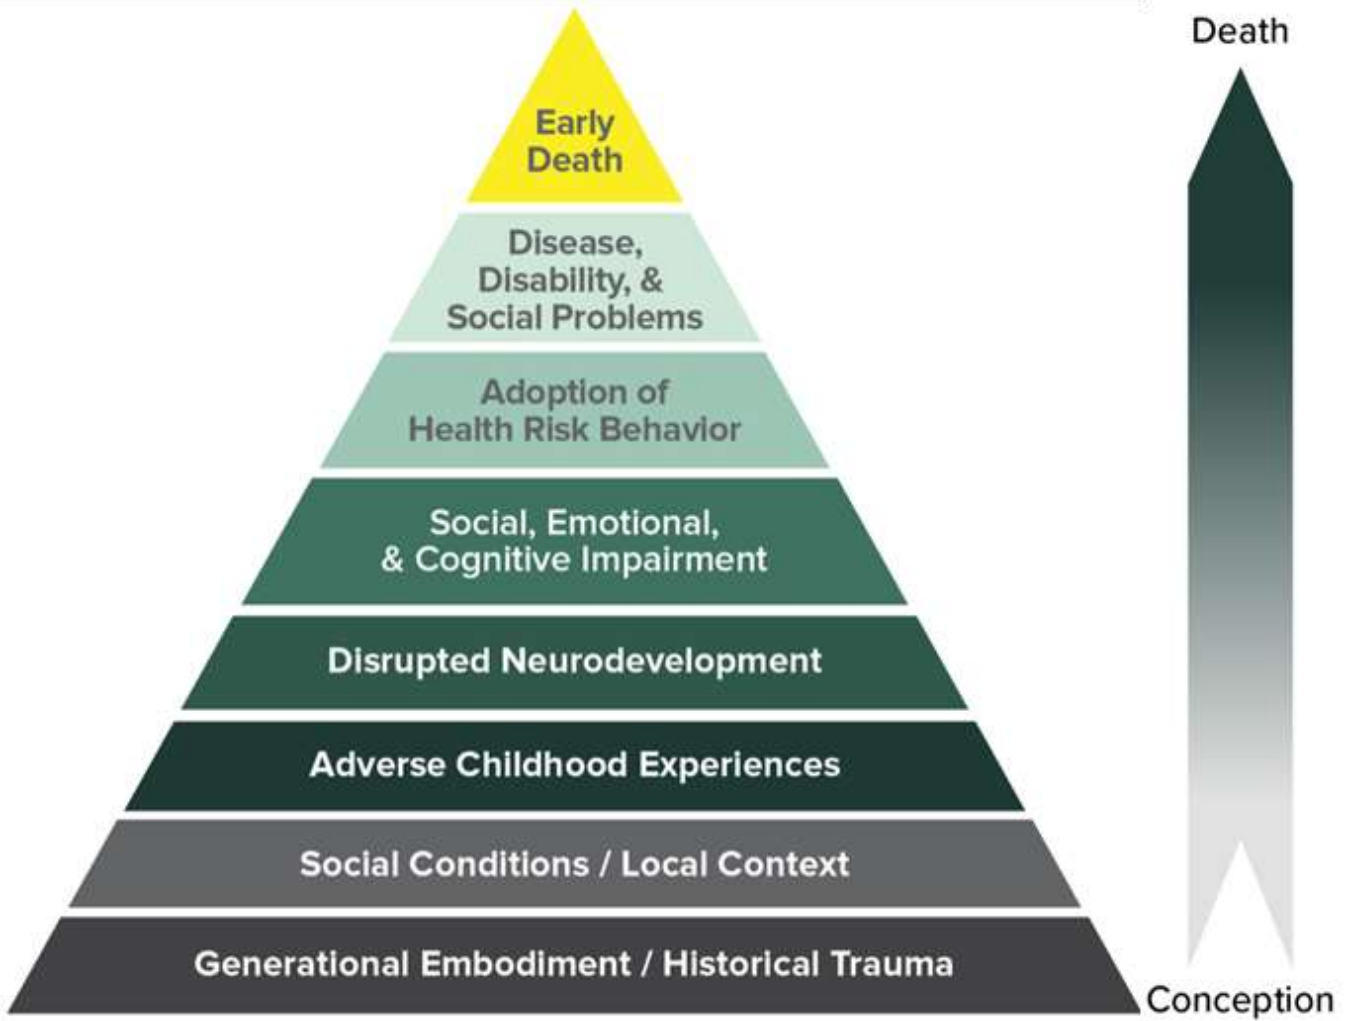 Death
Early
Death
Disease,
Disability, &
Social Problems
Adoption of
Health Risk Behavior
Social, Emotional,
& Cognitive Impairment
Disrupted Neurodevelopment
Adverse Childhood Experiences
Social Conditions / Local Context
Generational Embodiment / Historical Trauma
Conception